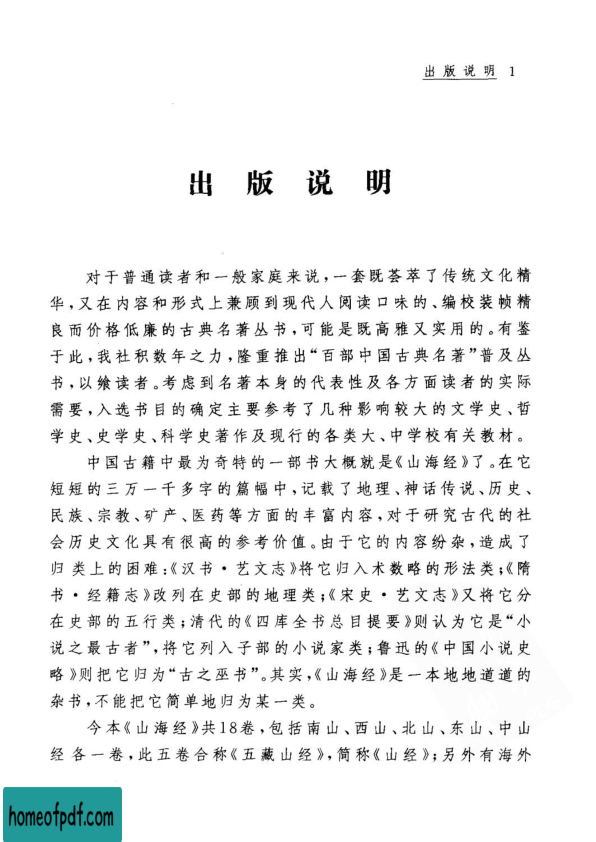 出版说明 1
出版说明
对于普通读者和一般家庭来说,一套既荟萃了传统文化精
华,又在内容和形式上兼顾到现代人阅读口味的、编校装帧精
良而价格低廉的古典名著丛书,可能是既高雅又实用的。有鉴
于此,我社积数年之力,隆重推出“百部中国古典名著”普及丛
书,以飨读者。考虑到名著本身的代表性及各方面读者的实际
需要,入选书目的确定主要参考了几种影响较大的文学史、哲
学史、史学史、科学史著作及现行的各类大、中学校有关教材。
中国古籍中最为奇特的一部书大概就是《山海经》了。在它
短短的三万一千多字的篇幅中,记载了地理、神话传说、历史、
民族、宗教、矿产、医药等方面的丰富内容,对于研究古代的社
会历史文化具有很高的参考价值。由于它的内容纷杂,造成了
归类上的困难:《汉书·艺文志》将它归入术数略的形法类;《隋
书·经籍志》改列在史部的地理类;《宋史·艺文志》又将它分
在史部的五行类;清代的《四库全书总目提要》则认为它是“小
说之最古者”,将它列入子部的小说家类;鲁迅的《中国小说史
略》则把它归为“古之巫书”。其实,《山海经》是一本地地道道的
杂书,不能把它简单地归为某一类。
今本《山海经》共18卷,包括南山、西山、北山、东山、中山
经各一卷,此五卷合称《五藏山经》,简称《山经》;另外有海外
homeofpdf.com